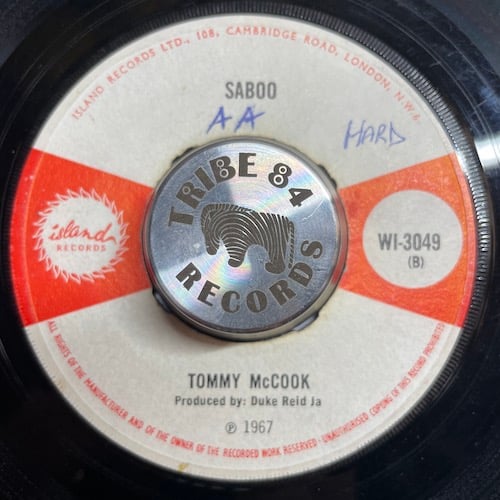 ISLAND RECORDS LTD., 108, CAMBRIDGE ROAD, LONDON, N.W.6
SABOO
AA
HARD
TRIBE 84
RECORDS
island
RECORDS
WI-3049
(B)
TOMMY McCOOK
Produced by: Duke Reid Ja
℗ 1967
ALL RIGHTS OF THE MANUFACTURER AND OF THE OWNER OF THE RECORDED WORK RESERVED · UNAUTHORISED COPYING OF THIS RECORD PROHIBITED